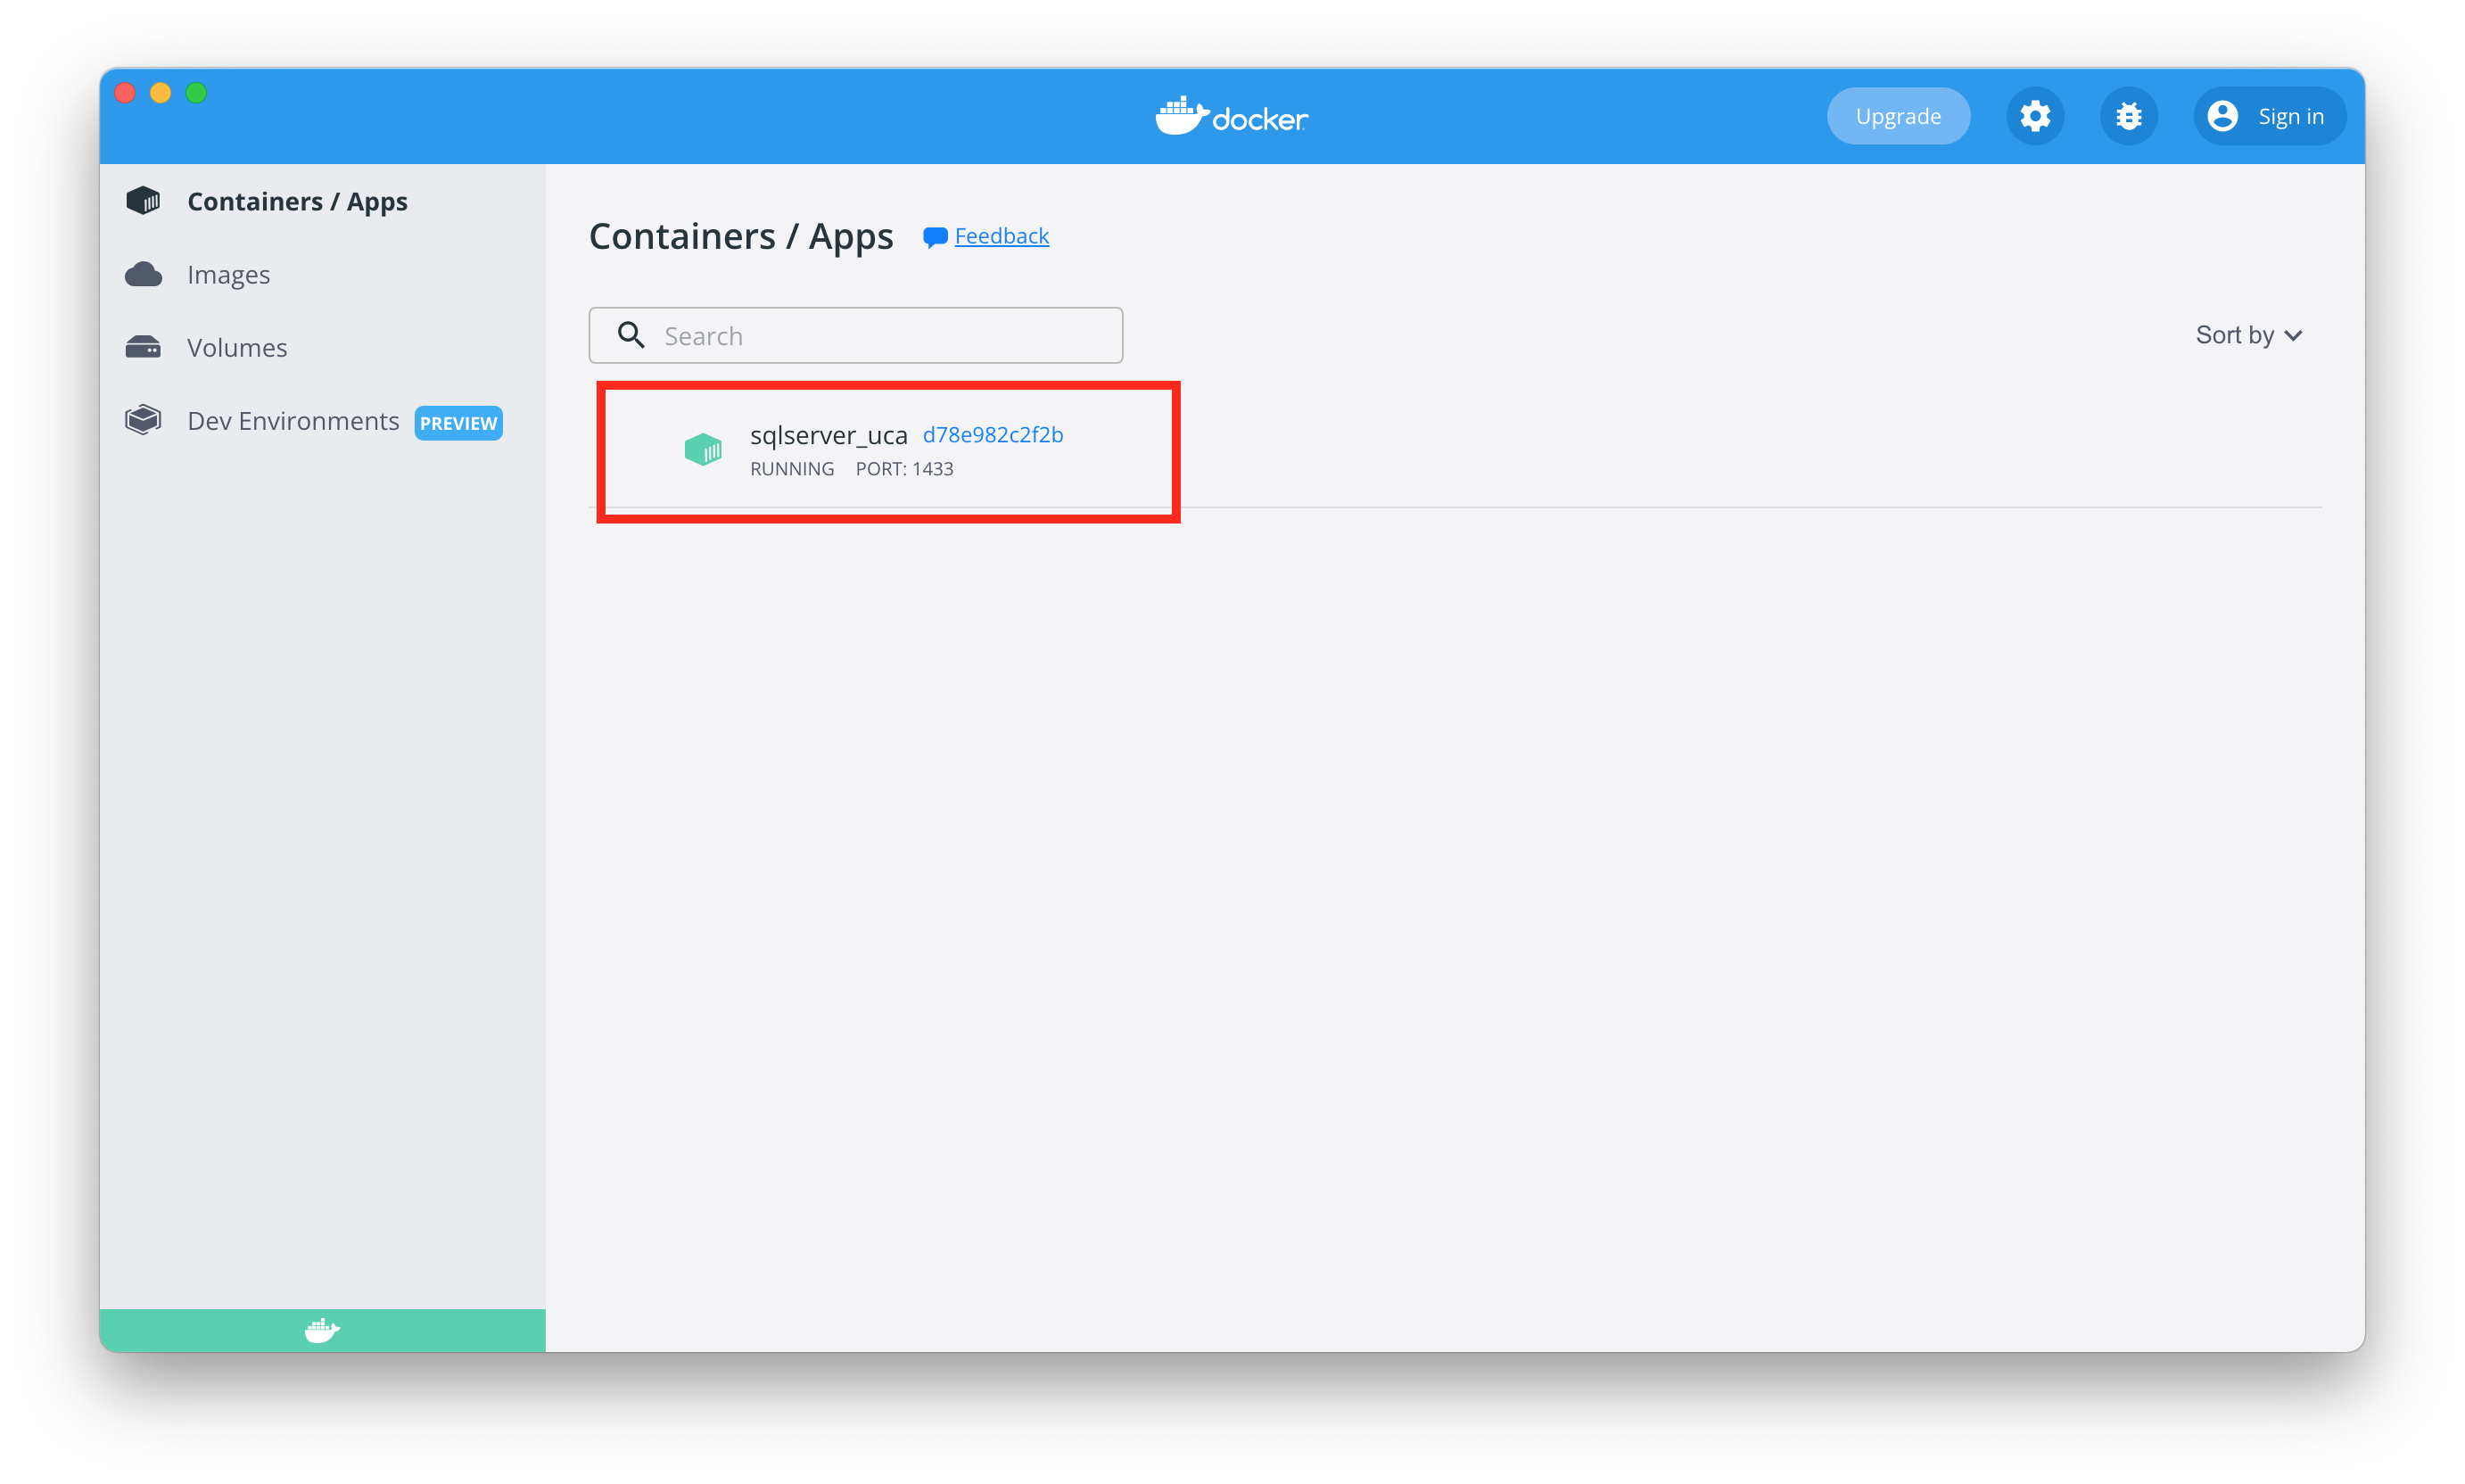 docker
Upgrade
Sign in
Containers / Apps
Images
Volumes
Dev Environments PREVIEW
Containers / Apps Feedback
Search
Sort by
sqlserver_uca d78e982c2f2b
RUNNING PORT: 1433